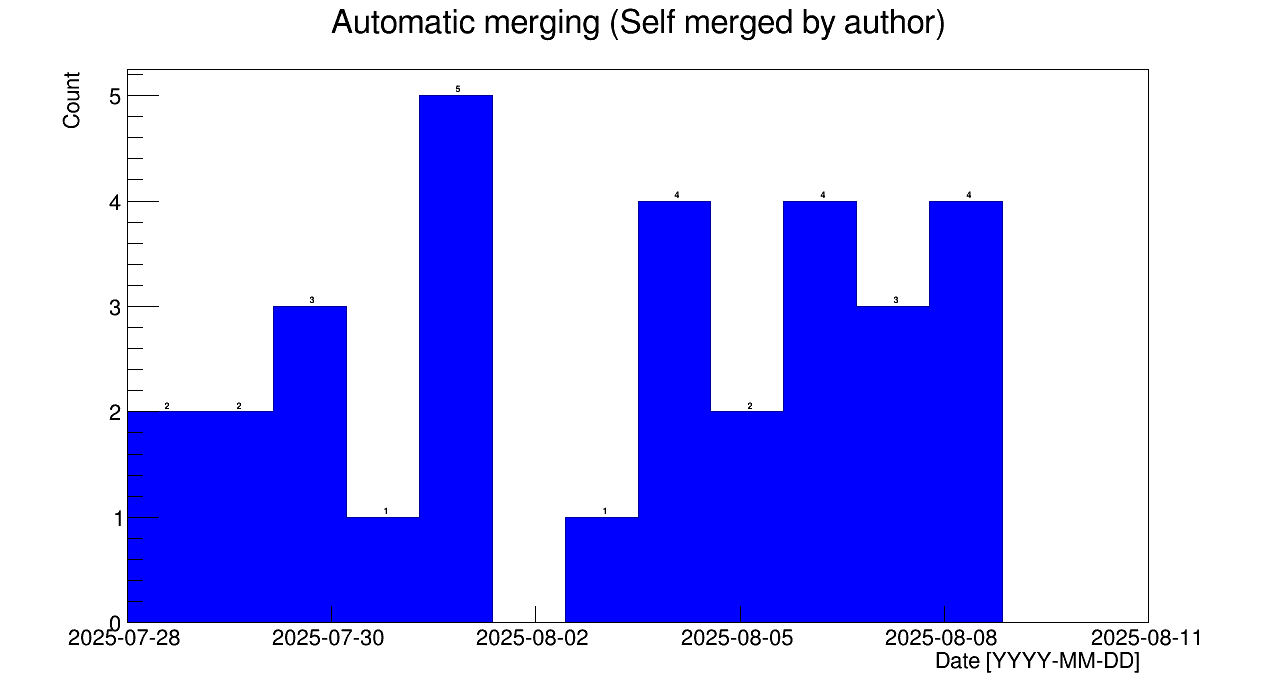 Automatic merging (Self merged by author)
Count
5
4
3
2
1
0
2 2 3 1 5 1 4 2 4 3 4
2025-07-28 2025-07-30 2025-08-02 2025-08-05 2025-08-08 2025-08-11
Date [YYYY-MM-DD]